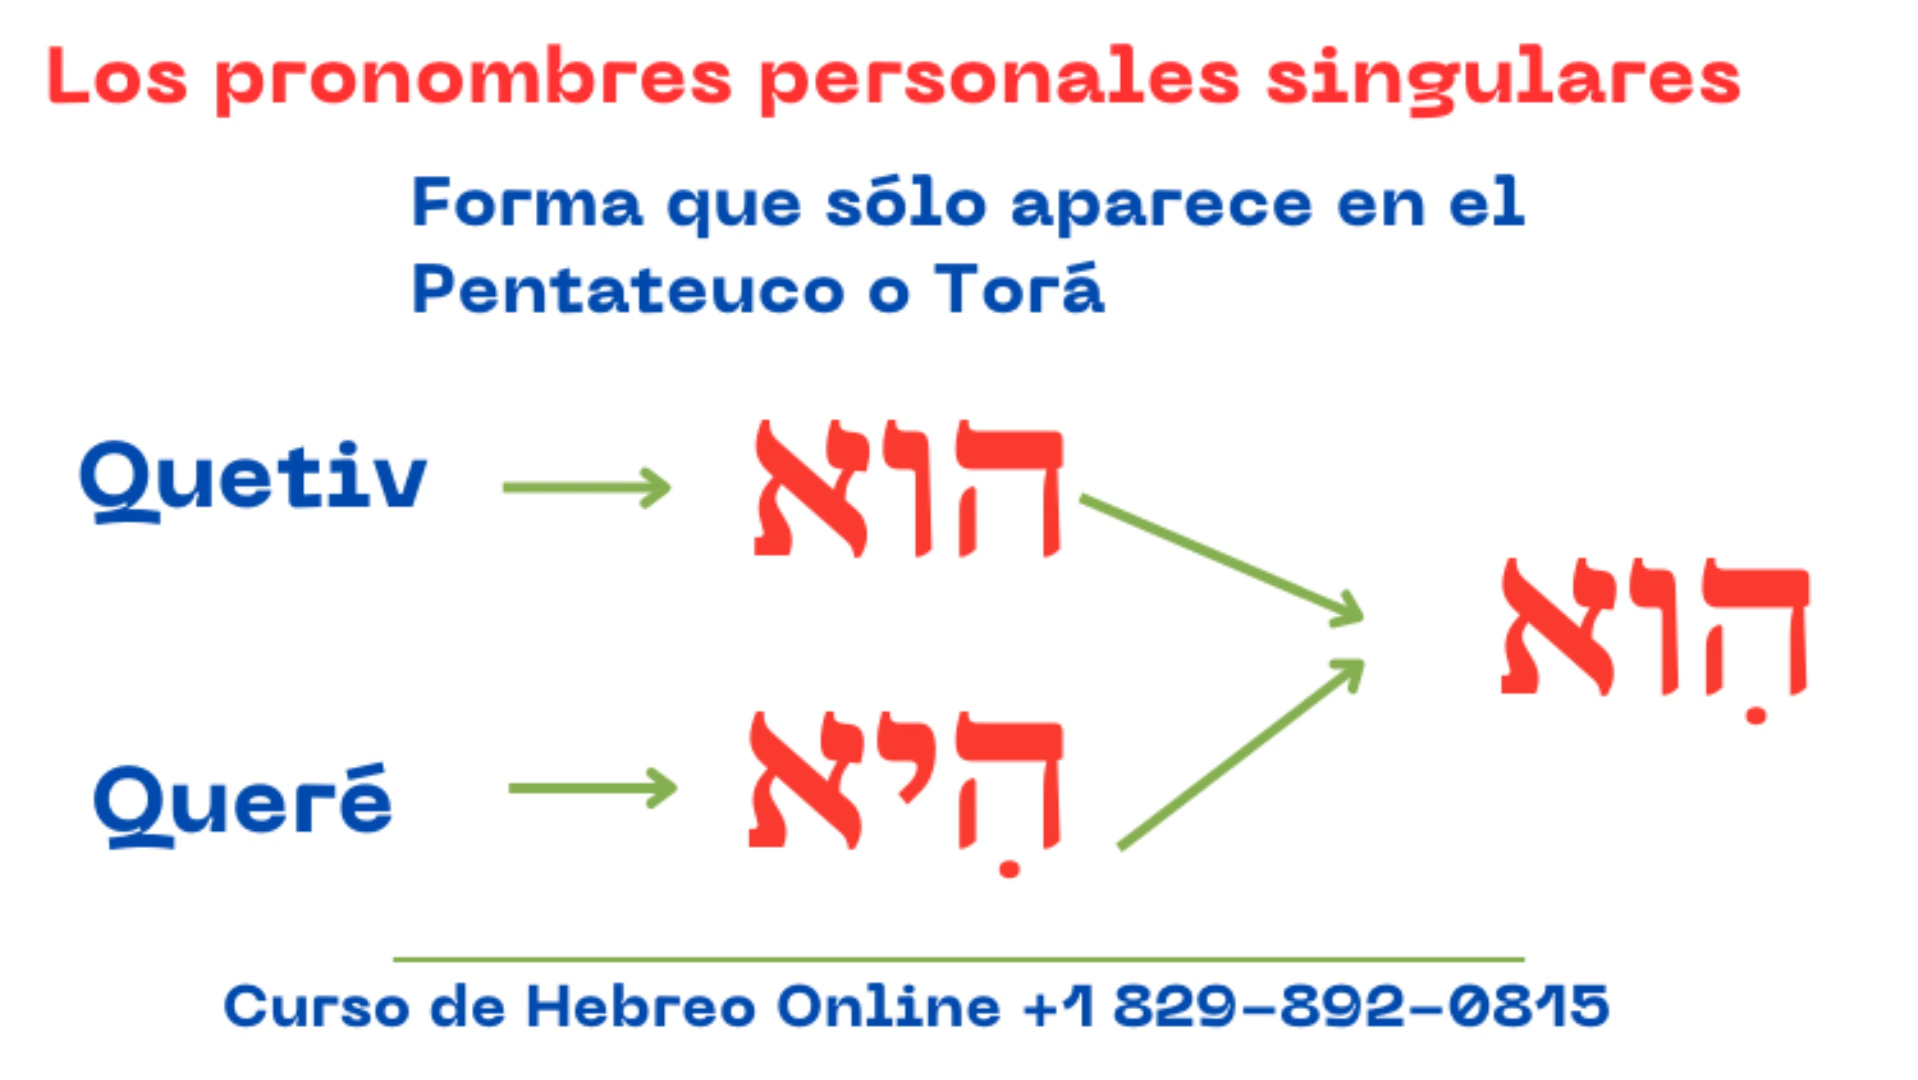 Los pronombres personales singulares
Forma que sólo aparece en el
Pentateuco o Torá
Quetiv הוא
הִוא
Queré הִיא
Curso de Hebreo Online +1 829-892-0815